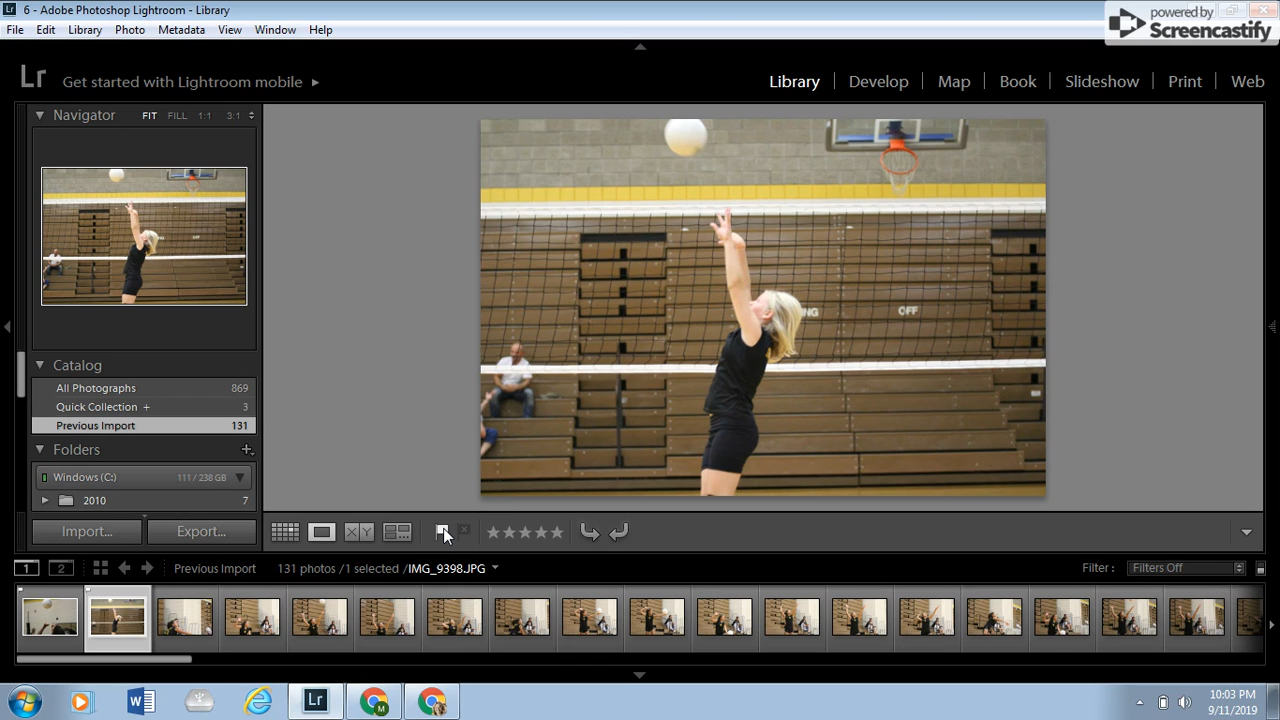 6 - Adobe Photoshop Lightroom - Library
powered by
Screencastify
File Edit Library Photo Metadata View Window Help
Lr Get started with Lightroom mobile ▸
Library Develop Map Book Slideshow Print Web
Navigator FIT FILL 1:1 3:1
OFF
Catalog
All Photographs 869
Quick Collection + 3
Previous Import 131
Folders +
Windows (C:) 111 / 238 GB
2010 7
Import... Export...
XY
1 2 Previous Import 131 photos /1 selected /IMG_9398.JPG Filter : Filters Off
W Lr M
10:03 PM
9/11/2019